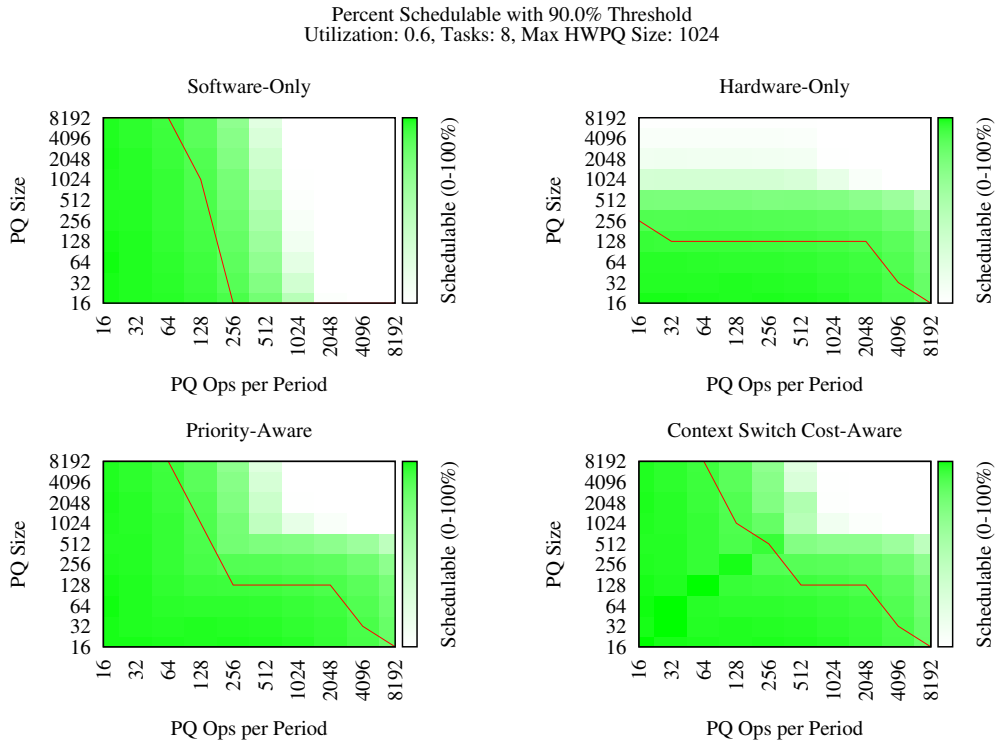 Percent Schedulable with 90.0% Threshold
Utilization: 0.6, Tasks: 8, Max HWPQ Size: 1024
Software-Only
8192
4096
2048
1024
512
256
128
64
32
16
PQ Size
16 32 64 128 256 512 1024 2048 4096 8192
PQ Ops per Period
Schedulable (0-100%)
Hardware-Only
8192
4096
2048
1024
512
256
128
64
32
16
PQ Size
16 32 64 128 256 512 1024 2048 4096 8192
PQ Ops per Period
Schedulable (0-100%)
Priority-Aware
8192
4096
2048
1024
512
256
128
64
32
16
PQ Size
16 32 64 128 256 512 1024 2048 4096 8192
PQ Ops per Period
Schedulable (0-100%)
Context Switch Cost-Aware
8192
4096
2048
1024
512
256
128
64
32
16
PQ Size
16 32 64 128 256 512 1024 2048 4096 8192
PQ Ops per Period
Schedulable (0-100%)